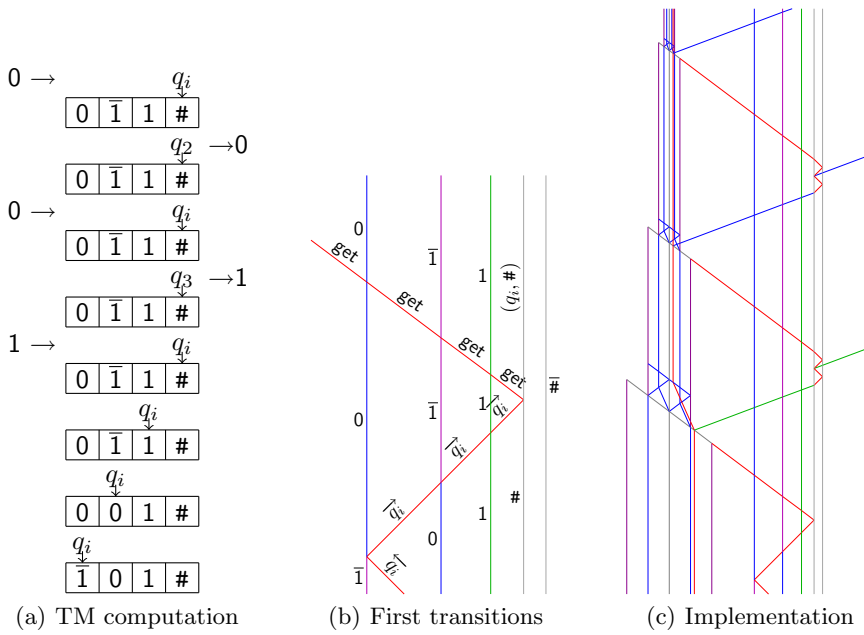 0 →
q_i
0 1̅ 1 #
q_2 →0
0 1̅ 1 #
0 →
q_i
0 1̅ 1 #
q_3 →1
0 1̅ 1 #
1 →
q_i
0 1̅ 1 #
q_i
0 1̅ 1 #
q_i
0 0 1 #
q_i
1̅ 0 1 #
(a) TM computation
0
1̅
1
(q_i, #)
get
get
get
get
#̅
0
1̅
1
→q_i
→q_i
→q_i
#
1
0
1̅
←q_i
(b) First transitions
(c) Implementation